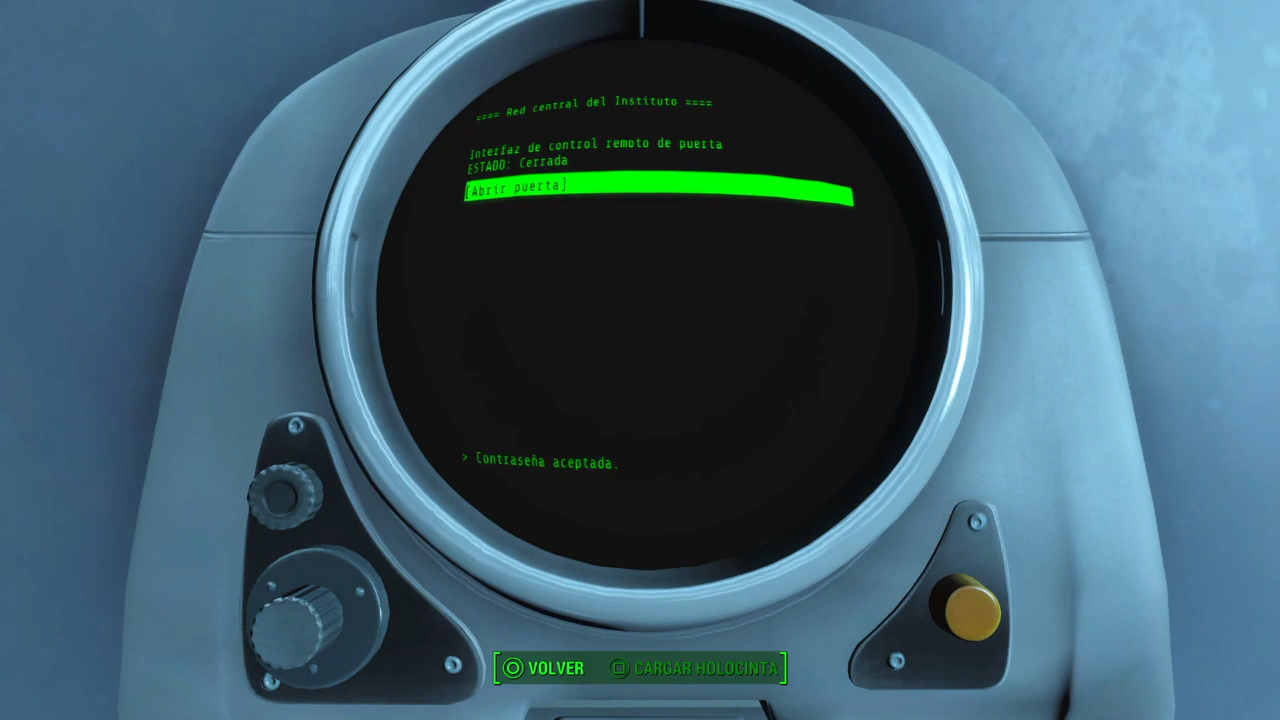 ==== Red central del Instituto ====
Interfaz de control remoto de puerta
ESTADO: Cerrada
[Abrir puerta]
> Contraseña aceptada.
VOLVER CARGAR HOLOCINTA